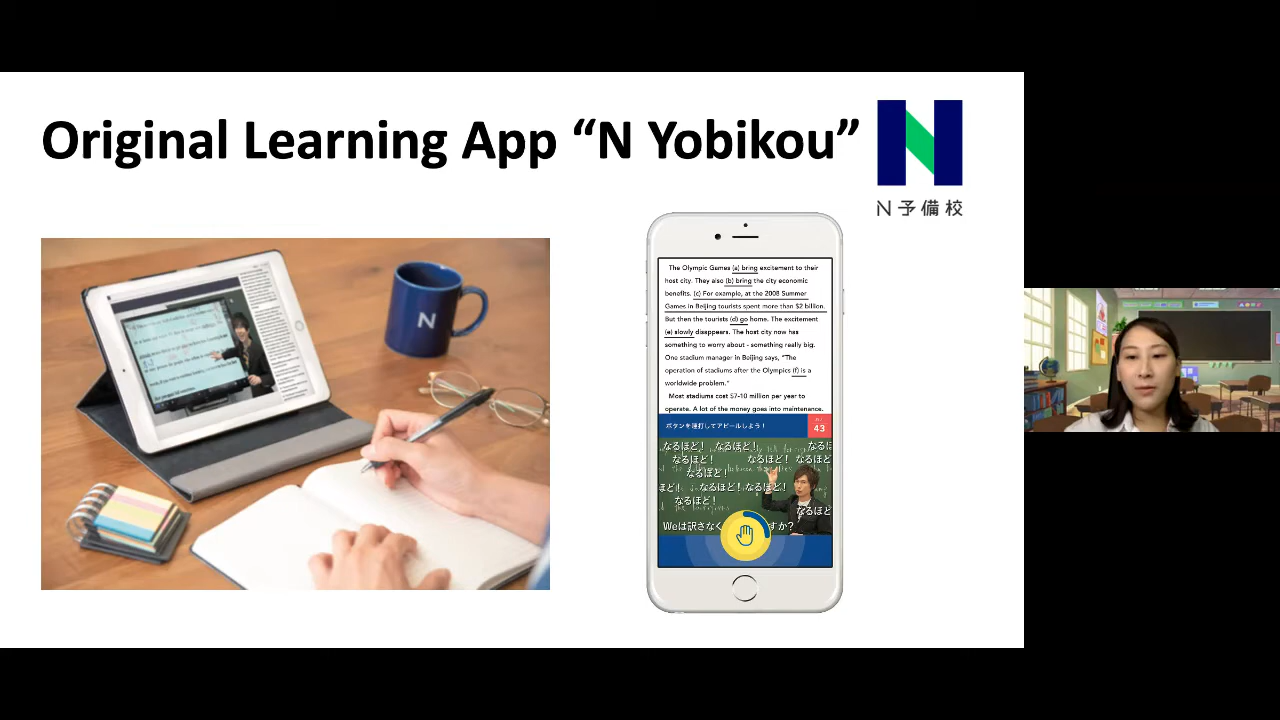 Original Learning App “N Yobikou”
N予備校
N
The Olympic Games (a) bring excitement to their
host city. They also (b) bring the city economic
benefits. (c) For example, at the 2008 Summer
Games in Beijing tourists spent more than $2 billion.
But then the tourists (d) go home. The excitement
(e) slowly disappears. The host city now has
something to worry about - something really big.
One stadium manager in Beijing says, "The
operation of stadiums after the Olympics (f) is a
worldwide problem."
Most stadiums cost $7-10 million per year to
operate. A lot of the money goes into maintenance.
ボタンを連打してアピールしよう！
43
なるほど！ なるほど！ なるほ
なるほど！ なるほど！ なるほど
なるほど！
ほど！ なるほど！ なるほど！
なるほど！
なるほど！
Weは訳さなく すか？